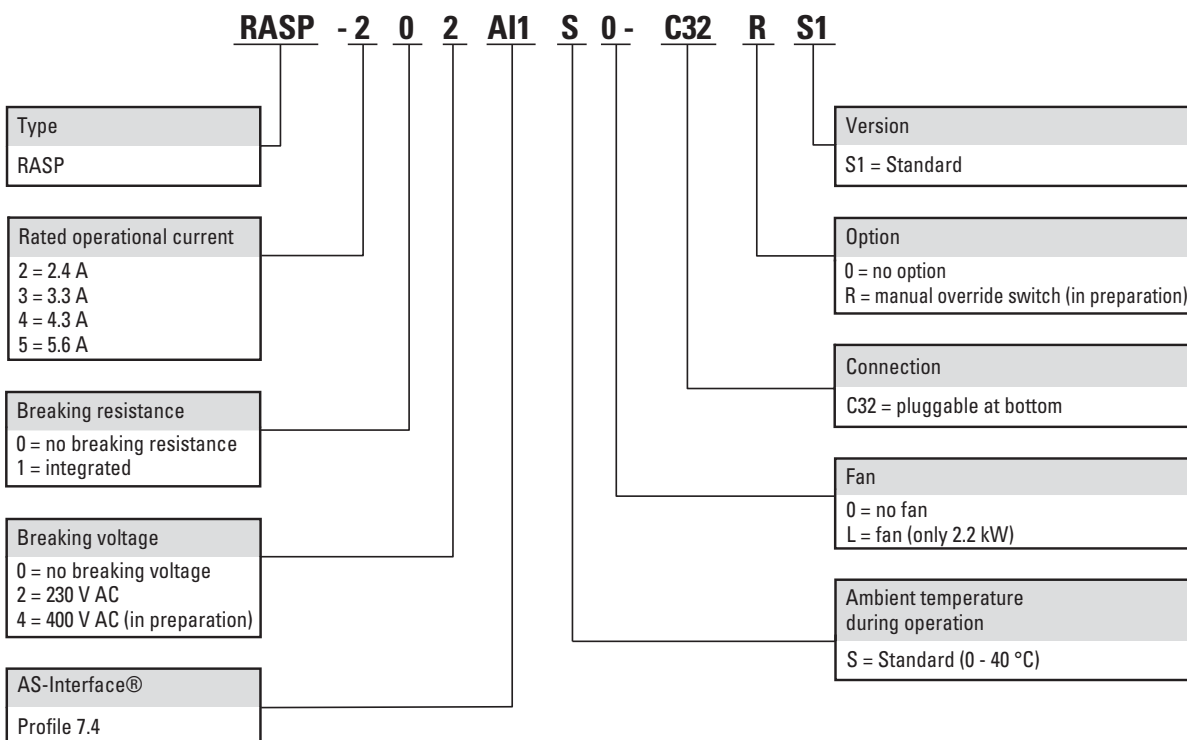 RASP - 2 0 2 AI1 S 0 - C32 R S1
Type
RASP
Rated operational current
2 = 2.4 A
3 = 3.3 A
4 = 4.3 A
5 = 5.6 A
Breaking resistance
0 = no breaking resistance
1 = integrated
Breaking voltage
0 = no breaking voltage
2 = 230 V AC
4 = 400 V AC (in preparation)
AS-Interface®
Profile 7.4
Version
S1 = Standard
Option
0 = no option
R = manual override switch (in preparation)
Connection
C32 = pluggable at bottom
Fan
0 = no fan
L = fan (only 2.2 kW)
Ambient temperature
during operation
S = Standard (0 - 40 °C)